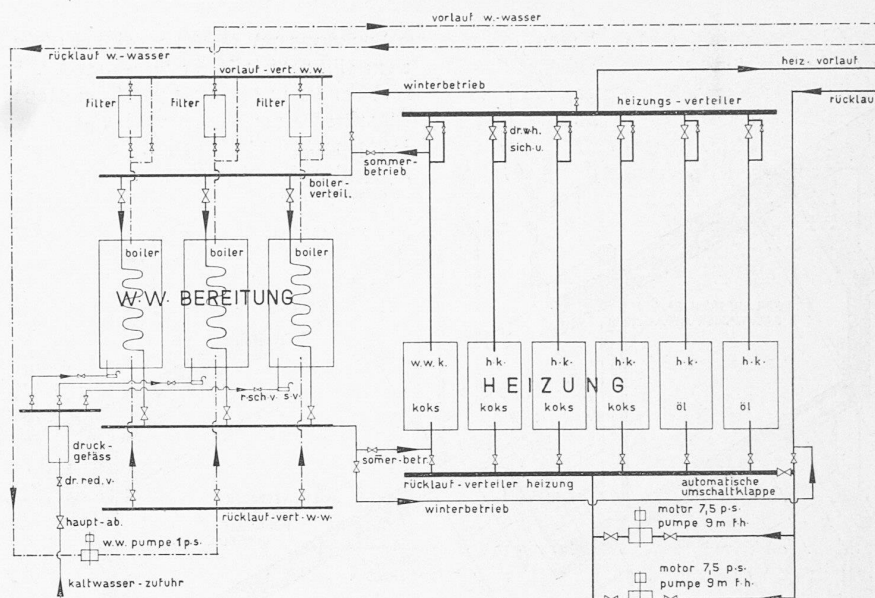 vorlauf w.-wasser
rücklauf w.-wasser
heiz. vorlauf
vorlauf-vert. w.w.
winterbetrieb
heizungs-verteiler
filter
filter
filter
dr.w.h.
sich.u.
sommer-
betrieb
boiler-
verteil.
boiler
boiler
boiler
W.W. BEREITUNG
w.w.k.
h.k.
h.k.
h.k.
h.k.
h.k.
HEIZUNG
koks
koks
koks
koks
öl
öl
r.sch.v. s.v.
druck-
gefäss
som̄er-betr.
dr. red. v.
rücklauf-verteiler heizung
automatische
umschaltklappe
winterbetrieb
rücklauf-vert-w.w.
haupt-ab.
w.w. pumpe 1 p.s.
motor 7,5 p.s.
pumpe 9 m f.h.
motor 7,5 p.s.
pumpe 9 m f.h.
kaltwasser-zufuhr